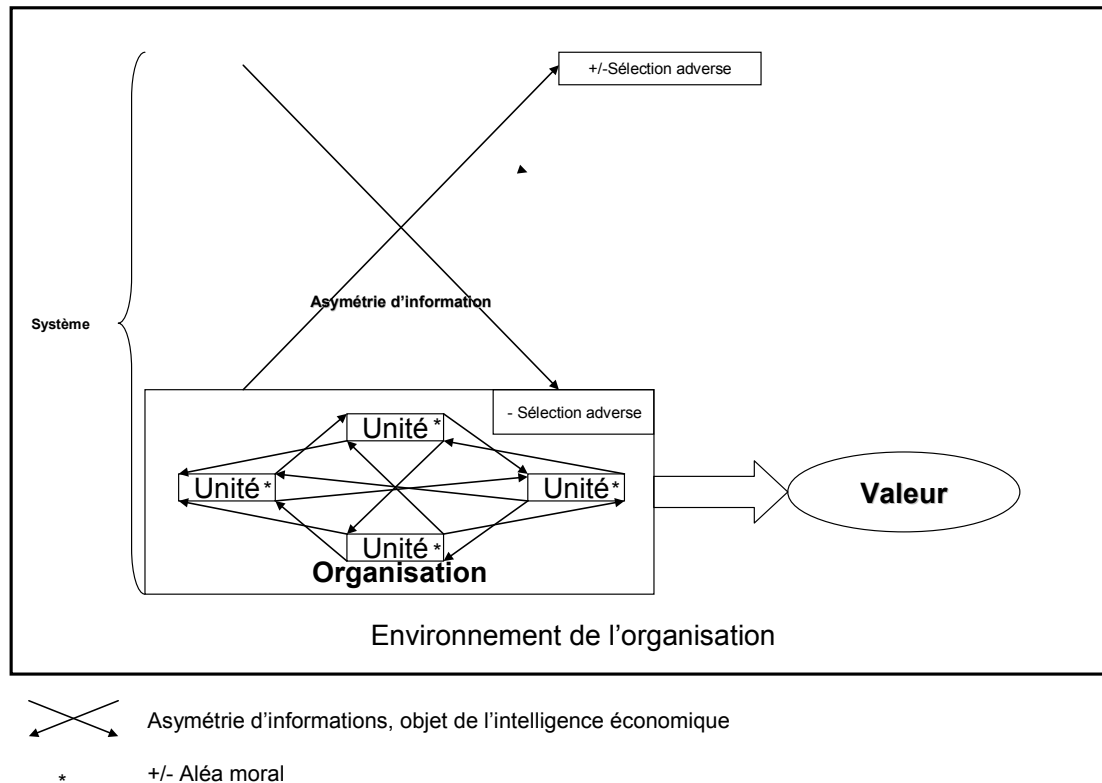 +/-Sélection adverse
Asymétrie d’information
Système
- Sélection adverse
Unité *
Unité *
Unité *
Unité *
Organisation
Valeur
Environnement de l’organisation
Asymétrie d’informations, objet de l’intelligence économique
* +/- Aléa moral